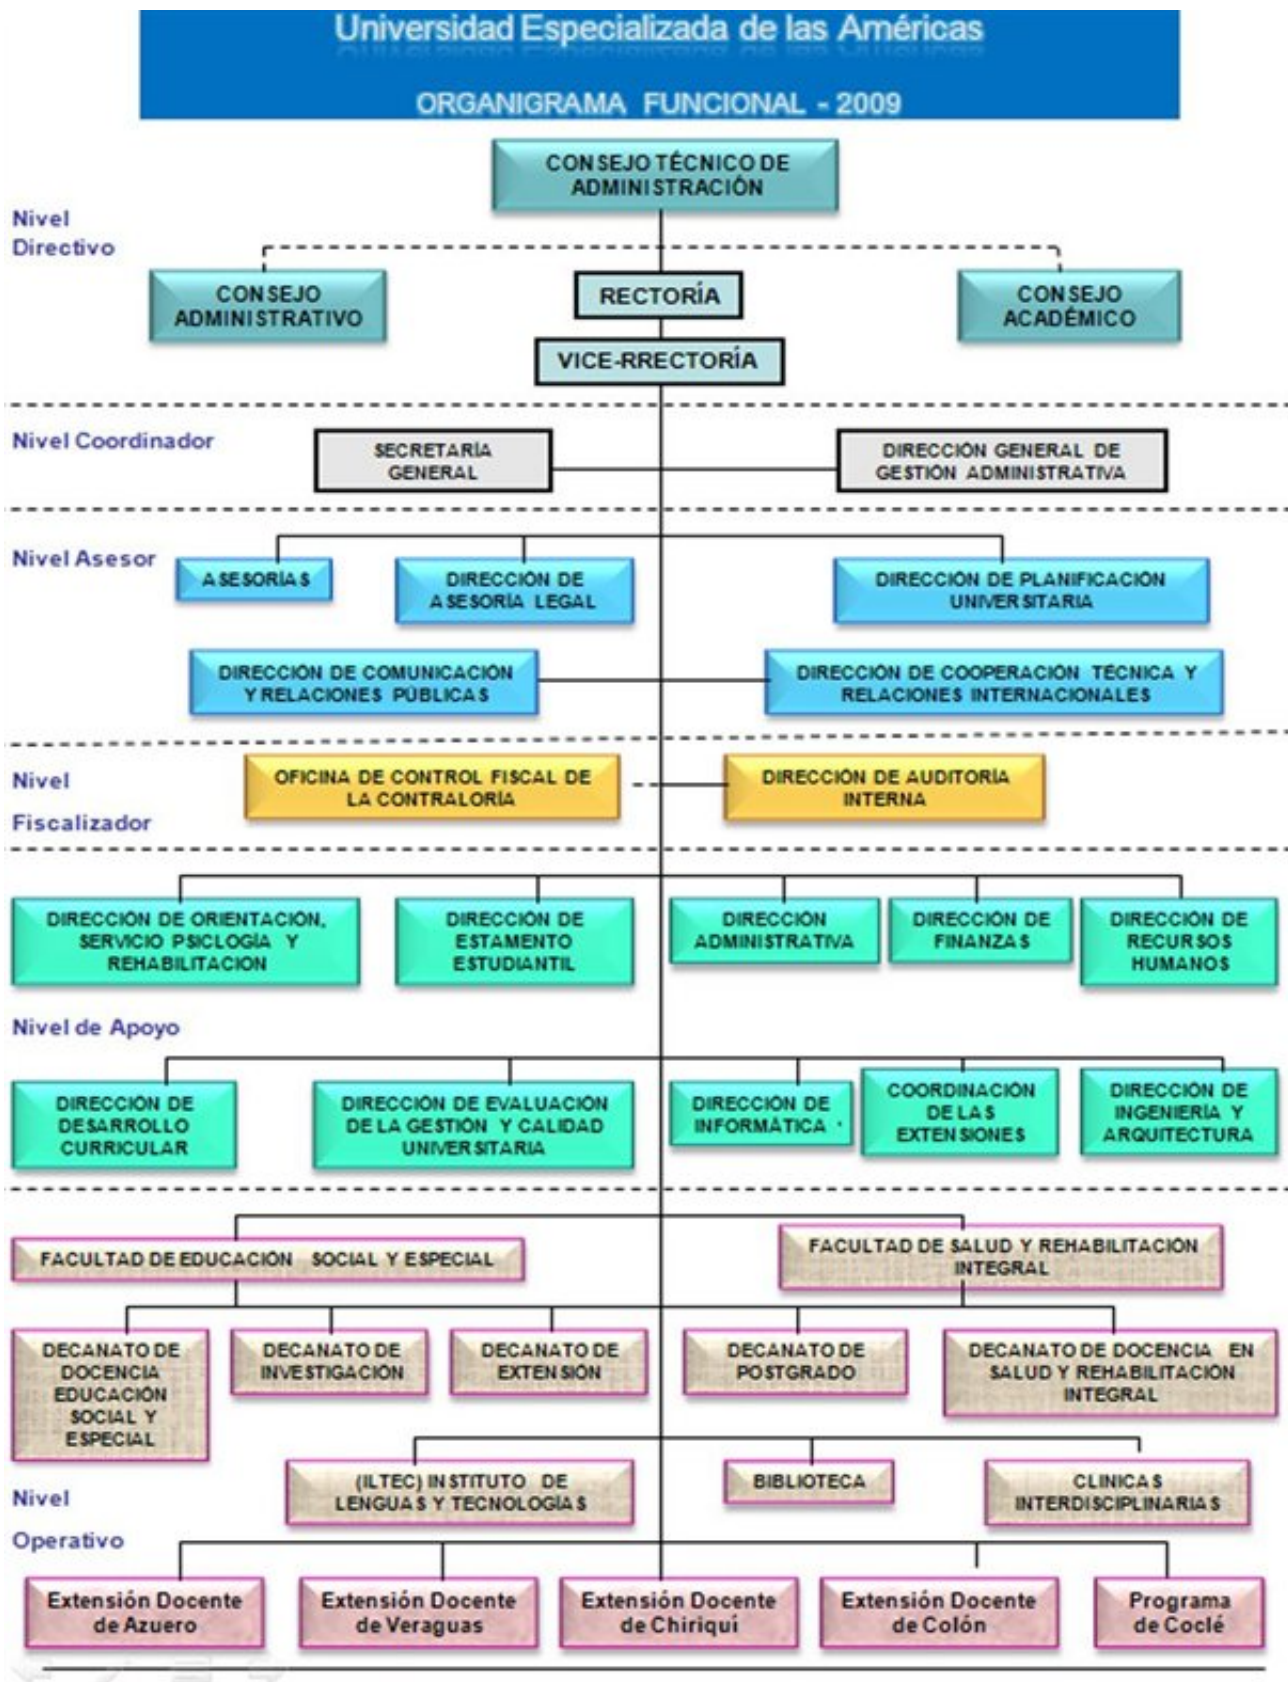 Universidad Especializada de las Américas
ORGANIGRAMA FUNCIONAL - 2009
CONSEJO TÉCNICO DE
ADMINISTRACIÓN
Nivel
Directivo
CONSEJO
ADMINISTRATIVO
RECTORÍA
CONSEJO
ACADÉMICO
VICE-RRECTORÍA
Nivel Coordinador
SECRETARÍA
GENERAL
DIRECCIÓN GENERAL DE
GESTIÓN ADMINISTRATIVA
Nivel Asesor
ASESORÍAS
DIRECCIÓN DE
ASESORÍA LEGAL
DIRECCIÓN DE PLANIFICACIÓN
UNIVERSITARIA
DIRECCIÓN DE COMUNICACIÓN
Y RELACIONES PÚBLICAS
DIRECCIÓN DE COOPERACIÓN TÉCNICA Y
RELACIONES INTERNACIONALES
Nivel
Fiscalizador
OFICINA DE CONTROL FISCAL DE
LA CONTRALORÍA
DIRECCIÓN DE AUDITORÍA
INTERNA
DIRECCIÓN DE ORIENTACIÓN,
SERVICIO PSICLOGÍA Y
REHABILITACION
DIRECCIÓN DE
ESTAMENTO
ESTUDIANTIL
DIRECCIÓN
ADMINISTRATIVA
DIRECCIÓN DE
FINANZAS
DIRECCIÓN DE
RECURSOS
HUMANOS
Nivel de Apoyo
DIRECCIÓN DE
DESARROLLO
CURRICULAR
DIRECCIÓN DE EVALUACIÓN
DE LA GESTIÓN Y CALIDAD
UNIVERSITARIA
DIRECCIÓN DE
INFORMÁTICA .
COORDINACIÓN
DE LAS
EXTENSIONES
DIRECCIÓN DE
INGENIERÍA Y
ARQUITECTURA
FACULTAD DE EDUCACIÓN SOCIAL Y ESPECIAL
FACULTAD DE SALUD Y REHABILITACIÓN
INTEGRAL
DECANATO DE
DOCENCIA
EDUCACIÓN
SOCIAL Y
ESPECIAL
DECANATO DE
INVESTIGACIÓN
DECANATO DE
EXTENSIÓN
DECANATO DE
POSTGRADO
DECANATO DE DOCENCIA EN
SALUD Y REHABILITACIÓN
INTEGRAL
Nivel
Operativo
(ILTEC) INSTITUTO DE
LENGUAS Y TECNOLOGÍAS
BIBLIOTECA
CLINICAS
INTERDISCIPLINARIAS
Extensión Docente
de Azuero
Extensión Docente
de Veraguas
Extensión Docente
de Chiriquí
Extensión Docente
de Colón
Programa
de Coclé